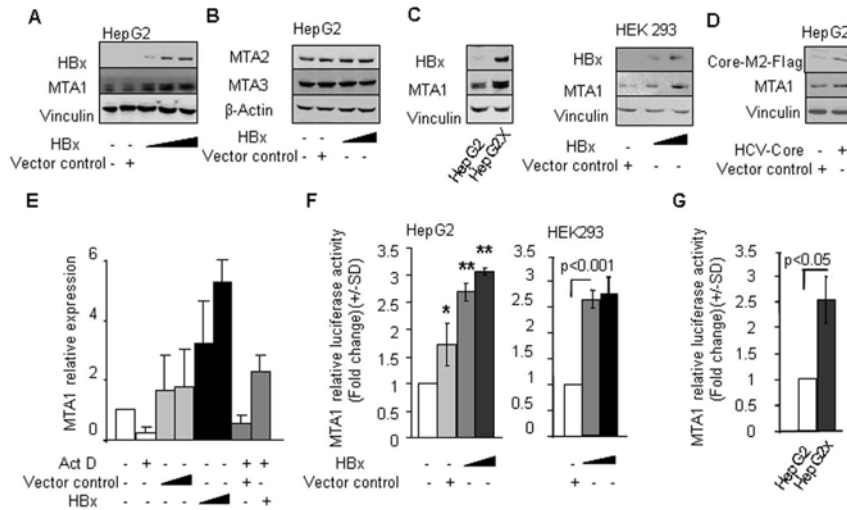 A
HepG2
HBx
MTA1
Vinculin
HBx - -
Vector control - + - - -
B
HepG2
MTA2
MTA3
β-Actin
HBx - -
Vector control - + - -
C
HBx
MTA1
Vinculin
HepG2
HepG2X
HEK 293
HBx
MTA1
Vinculin
HBx -
Vector control + - -
D
HepG2
Core-M2-Flag
MTA1
Vinculin
HCV-Core - +
Vector control + -
E
MTA1 relative expression
6
4
2
0
Act D - + - - - - + +
Vector control - - - - + -
HBx - - - - - +
F
HepG2
MTA1 relative luciferase activity
(Fold change)(+/-SD)
3.5
3
2.5
2
1.5
1
0.5
0
*
**
**
HBx - -
Vector control - + - -
HEK293
3.5
3
2.5
2
1.5
1
0.5
0
p<0.001
-
+ - -
G
MTA1 relative luciferase activity
(Fold change)(+/-SD)
3.5
3
2.5
2
1.5
1
0.5
0
p<0.05
HepG2
HepG2X